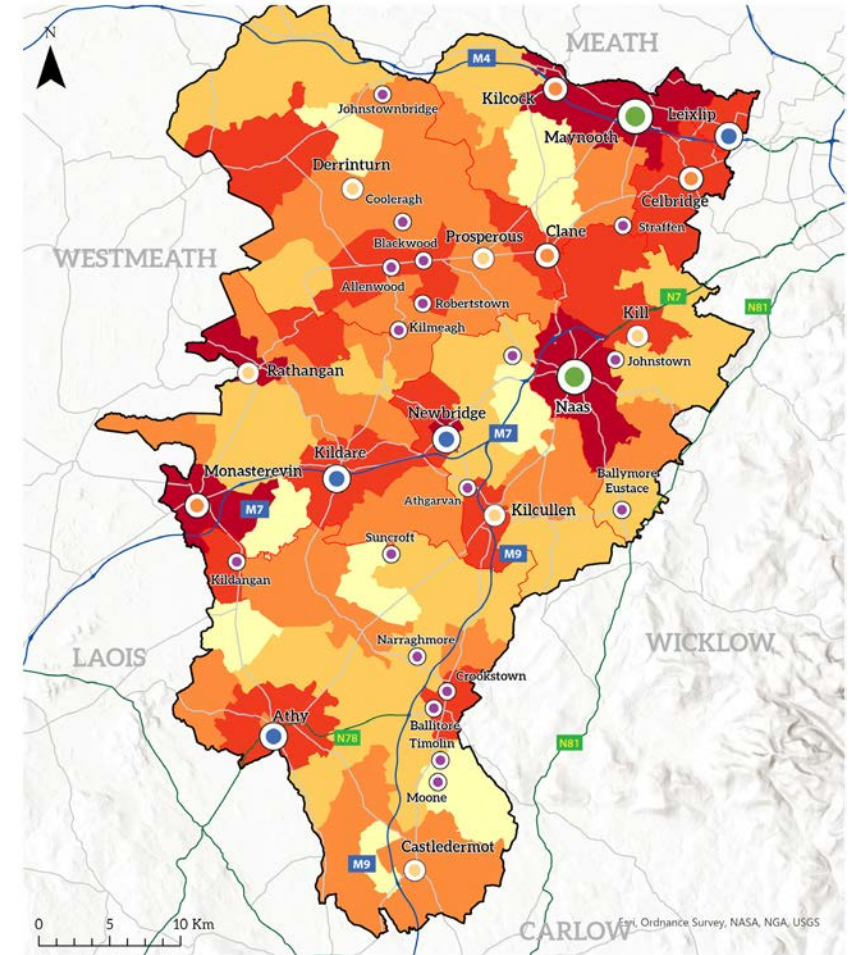 N
MEATH
M4
Kilcock
Johnstownbridge
Leixlip
Maynooth
Derrinturn
Celbridge
Cooleragh
Straffen
Blackwood
Prosperous
Clane
WESTMEATH
Allenwood
N7
Robertstown
N81
Kill
Kilmeagh
Johnstown
Rathangan
Naas
Newbridge
M7
Kildare
Monasterevin
Ballymore
Eustace
Athgarvan
M7
Kilcullen
Suncroft
M9
Kildangan
Narraghmore
WICKLOW
LAOIS
Crookstown
Athy
Ballitore
N78
Timolin
N81
Moone
Castledermot
M9
0 5 10 Km
CARLOW
Esri, Ordnance Survey, NASA, NGA, USGS